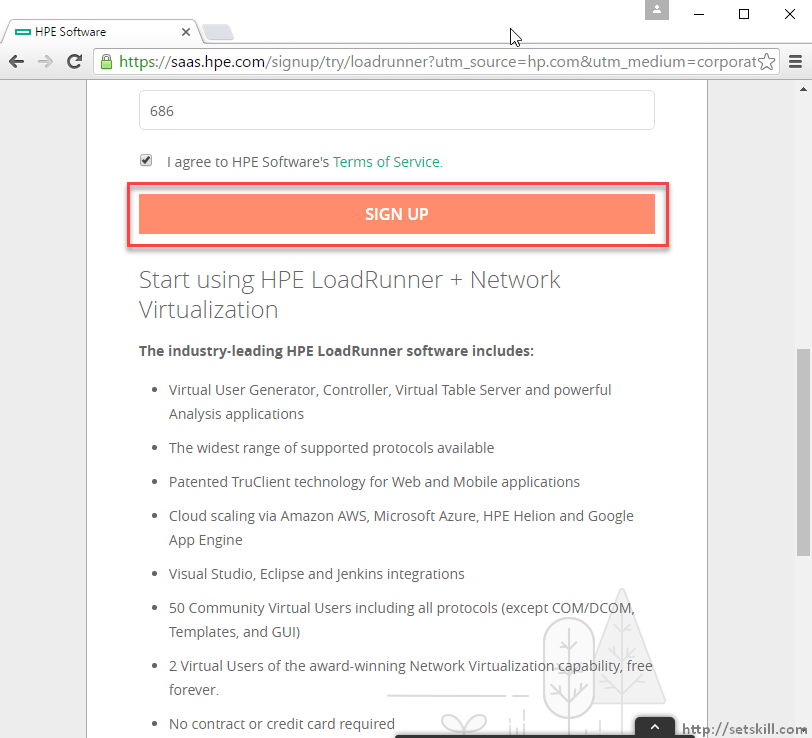 HPE Software
https://saas.hpe.com/signup/try/loadrunner?utm_source=hp.com&utm_medium=corporat
686
I agree to HPE Software's Terms of Service.
SIGN UP
Start using HPE LoadRunner + Network
Virtualization
The industry-leading HPE LoadRunner software includes:
• Virtual User Generator, Controller, Virtual Table Server and powerful
Analysis applications
• The widest range of supported protocols available
• Patented TruClient technology for Web and Mobile applications
• Cloud scaling via Amazon AWS, Microsoft Azure, HPE Helion and Google
App Engine
• Visual Studio, Eclipse and Jenkins integrations
• 50 Community Virtual Users including all protocols (except COM/DCOM,
Templates, and GUI)
• 2 Virtual Users of the award-winning Network Virtualization capability, free
forever.
• No contract or credit card required
http://setskill.com